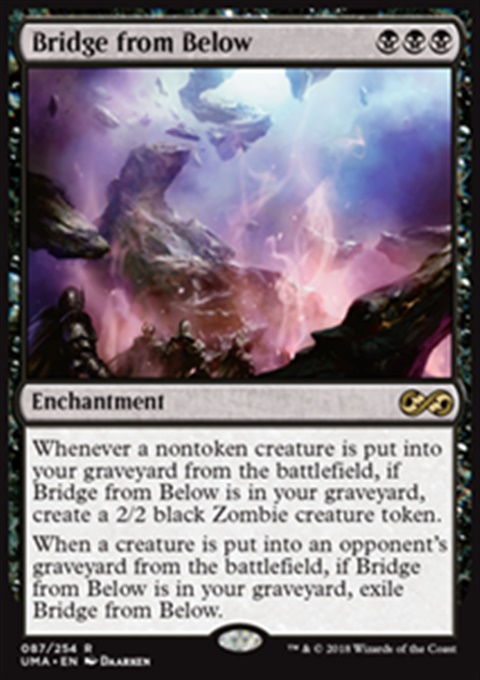 Bridge from Below
Enchantment
Whenever a nontoken creature is put into
your graveyard from the battlefield, if
Bridge from Below is in your graveyard,
create a 2/2 black Zombie creature token.
When a creature is put into an opponent's
graveyard from the battlefield, if Bridge
from Below is in your graveyard, exile
Bridge from Below.
087/254 R
UMA • EN Daarken
™ & © 2018 Wizards of the Coast